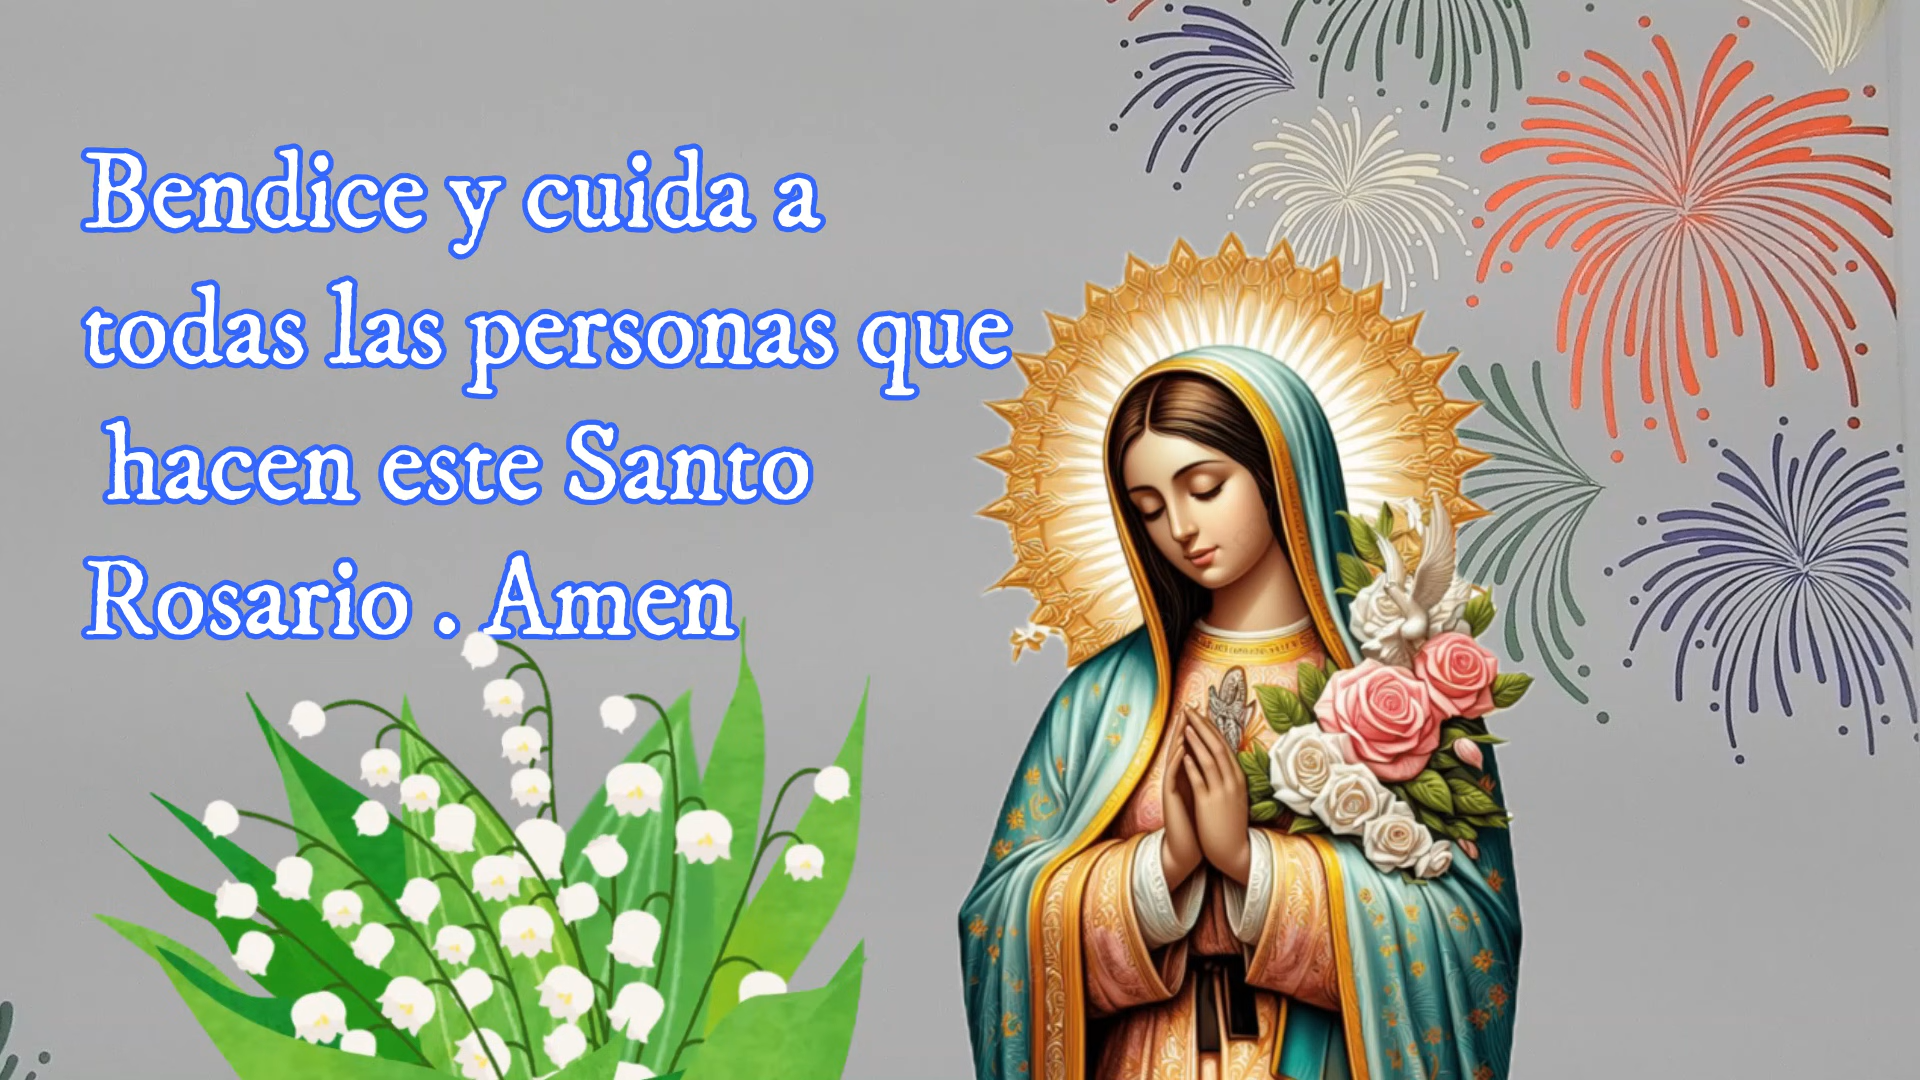 Bendice y cuida a
todas las personas que
hacen este Santo
Rosario . Amen